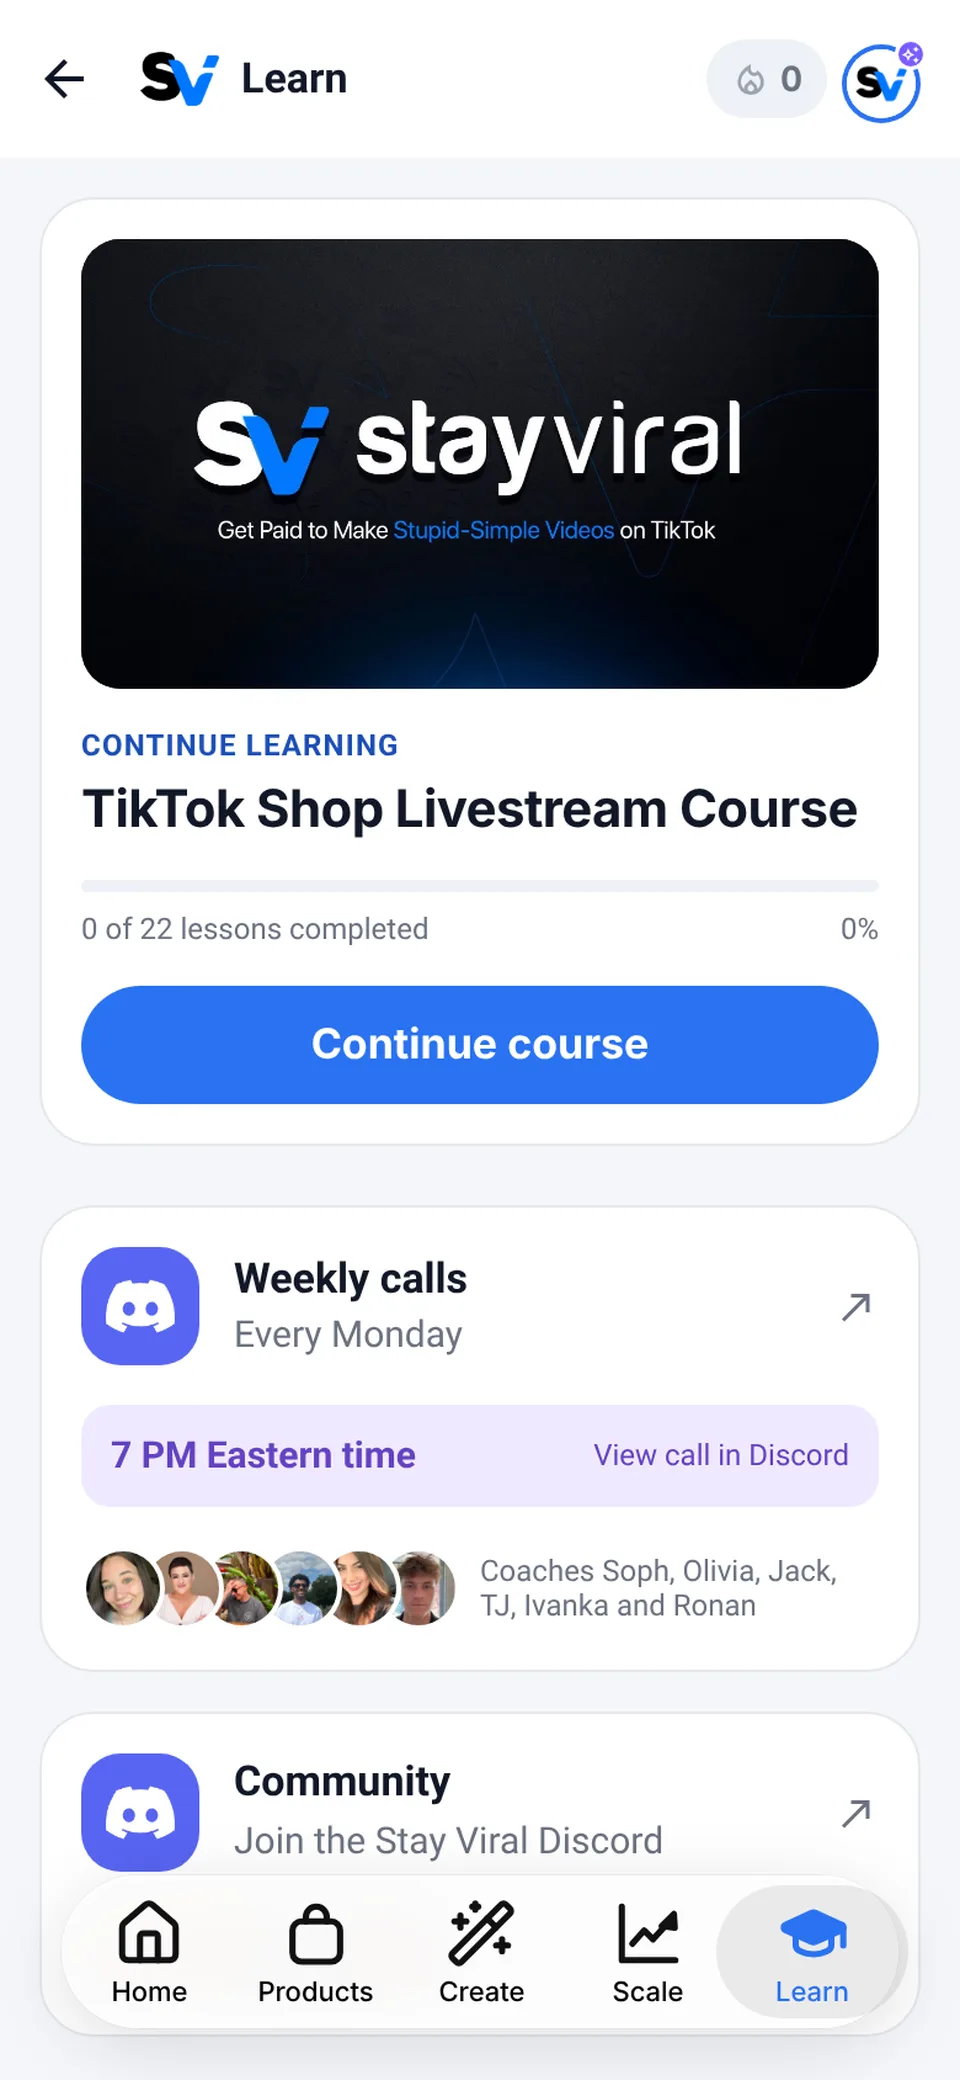 SV Learn 0 SV
SV stayviral
Get Paid to Make Stupid-Simple Videos on TikTok
CONTINUE LEARNING
TikTok Shop Livestream Course
0 of 22 lessons completed 0%
Continue course
Weekly calls
Every Monday
7 PM Eastern time View call in Discord
Coaches Soph, Olivia, Jack,
TJ, Ivanka and Ronan
Community
Join the Stay Viral Discord
Home Products Create Scale Learn